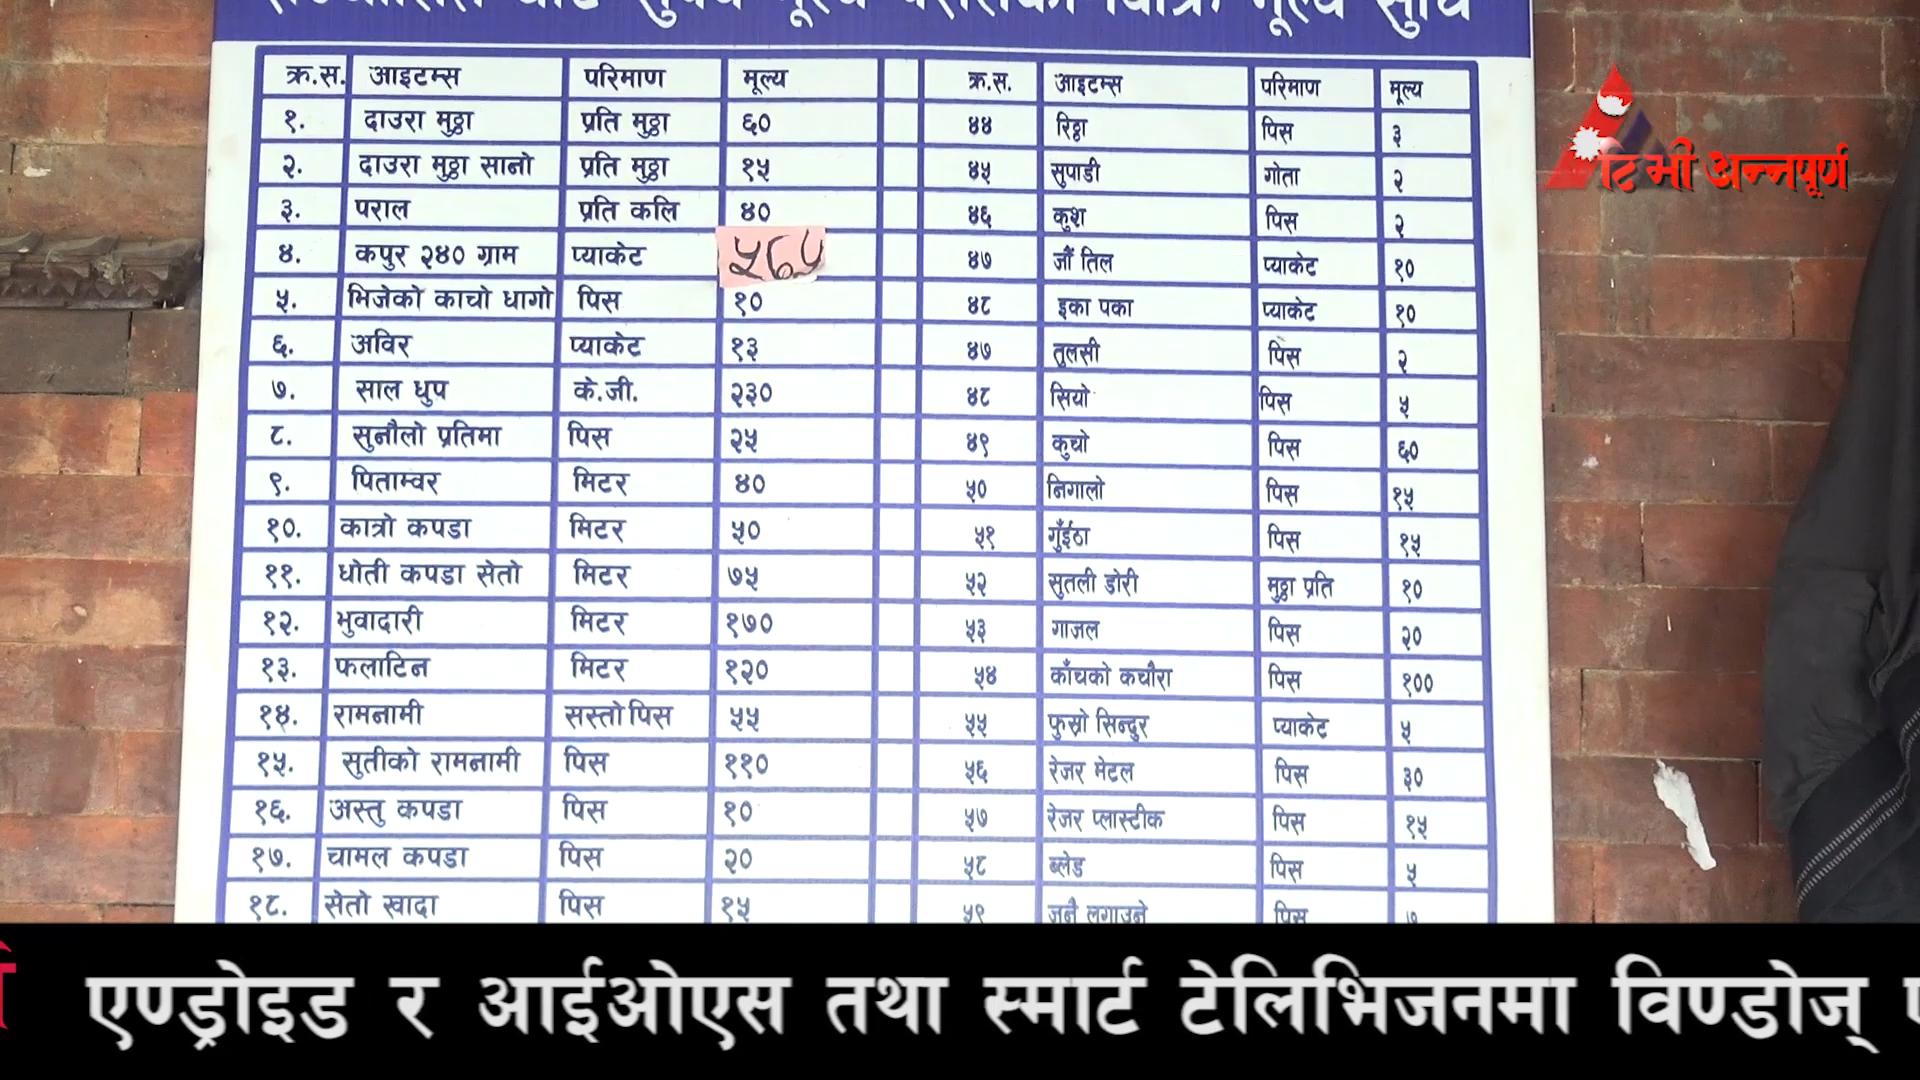 मूल्य
क्र.स. आइटम्स परिमाण मूल्य क्र.स. आइटम्स परिमाण मूल्य
१. दाउरा मुठ्ठा प्रति मुठ्ठा ६० ४४ रिठ्ठा पिस ३
२. दाउरा मुठ्ठा सानो प्रति मुठ्ठा १५ ४५ सुपाडी गोता २
३. पराल प्रति कलि ४० ४६ कुश पिस २
४. कपुर २४० ग्राम प्याकेट ५८५ ४७ जौं तिल प्याकेट १०
५. भिजेको काचो धागो पिस १० ४८ इका पका प्याकेट १०
६. अविर प्याकेट १३ ४७ तुलसी पिस २
७. साल धुप के.जी. २३० ४८ सियो पिस ५
८. सुनौलो प्रतिमा पिस २५ ४९ कुचो पिस ६०
९. पिताम्वर मिटर ४० ५० निगालो पिस १५
१०. कात्रो कपडा मिटर ५० ५१ गुँईठा पिस १५
११. धोती कपडा सेतो मिटर ७५ ५२ सुतली डोरी मुठ्ठा प्रति १०
१२. भुवादारी मिटर १७० ५३ गाजल पिस २०
१३. फलाटिन मिटर १२० ५४ काँचको कचौरा पिस १००
१४. रामनामी सस्तो पिस ५५ ५५ फुस्रो सिन्दुर प्याकेट ५
१५. सुतीको रामनामी पिस ११० ५६ रेजर मेटल पिस ३०
१६. अस्तु कपडा पिस १० ५७ रेजर प्लास्टीक पिस १५
१७. चामल कपडा पिस २० ५८ ब्लेड पिस ५
१८. सेतो खादा पिस १५ ५९ जनै लगाउने पिस ७
टि भी अन्नपूर्ण
एण्ड्रोइड र आईओएस तथा स्मार्ट टेलिभिजनमा विण्डोज्